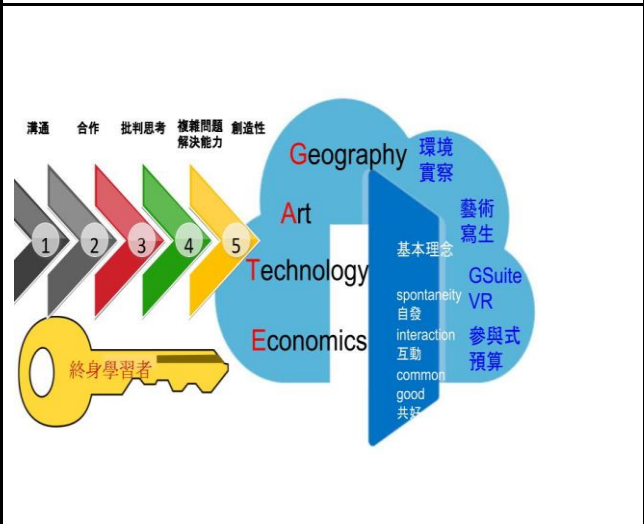 溝通
合作
批判思考
複雜問題
解決能力
創造性
1
2
3
4
5
終身學習者
Geography
Art
Technology
Economics
環境
實察
藝術
寫生
GSuite
VR
參與式
預算
基本理念
spontaneity
自發
interaction
互動
common
good
共好